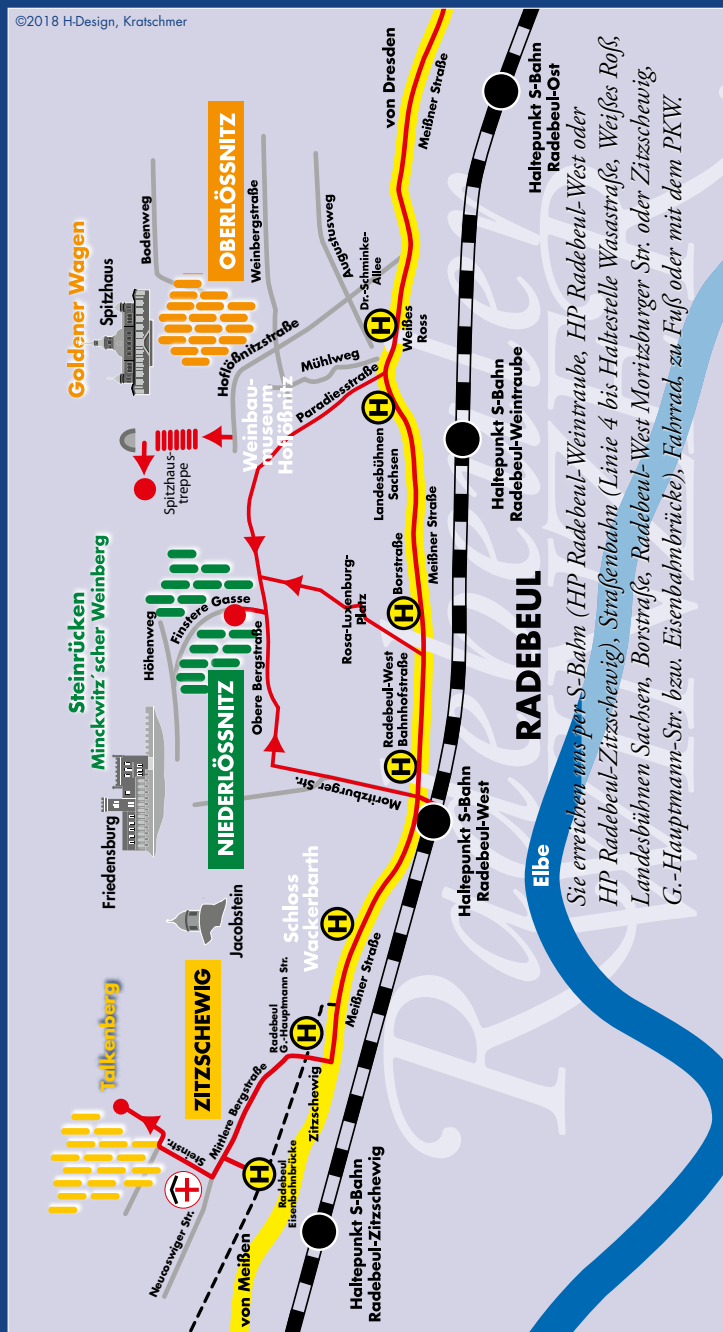 ©2018 H-Design, Kratschmer
Talkenberg
ZITZSCHEWIG
Neucoswiger Str.
Steinstr.
Mittlere Bergstraße
Radebeul
Eisenbahnbrücke
H
Radebeul
G.-Hauptmann Str.
H
Zitzschewig
von Meißen
Haltepunkt S-Bahn
Radebeul-Zitzschewig
Jacobstein
Schloss
Wackerbarth
H
Meißner Straße
Friedensburg
Steinrücken
Minckwitz´scher Weinberg
NIEDERLÖSSNITZ
Höhenweg
Finstere Gasse
Obere Bergstraße
Moritzburger Str.
Radebeul-West
Bahnhofstraße
H
Haltepunkt S-Bahn
Radebeul-West
Rosa-Luxenburg-
Platz
Borstraße
H
Meißner Straße
Goldener Wagen
Spitzhaus
Spitzhaus-
treppe
Weinbau-
museum
Hoflößnitz
OBERLÖSSNITZ
Bodenweg
Weinbergstraße
Hoflößnitzstraße
Mühlweg
Augustusweg
Paradiesstraße
Landesbühnen
Sachsen
H
Dr.-Schminke-
Allee
H
Weißes
Ross
von Dresden
Meißner Straße
Haltepunkt S-Bahn
Radebeul-Weintraube
Haltepunkt S-Bahn
Radebeul-Ost
RADEBEUL
Elbe
Sie erreichen uns per S-Bahn (HP Radebeul-Weintraube, HP Radebeul-West oder
HP Radebeul-Zitzschewig), Straßenbahn (Linie 4 bis Haltestelle Wasastraße, Weißes Roß,
Landesbühnen Sachsen, Borstraße, Radebeul-West Moritzburger Str. oder Zitzschewig,
G.-Hauptmann-Str. bzw. Eisenbahnbrücke), Fahrrad, zu Fuß oder mit dem PKW.
Radebeuler